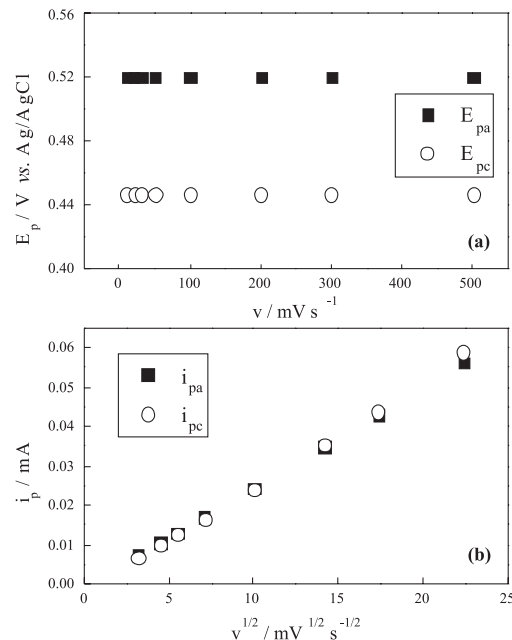 0.56
0.52
0.48
0.44
0.40
E_p / V vs. Ag/AgCl
E_pa
E_pc
(a)
0 100 200 300 400 500
v / mV s^-1
0.06
0.05
0.04
0.03
0.02
0.01
0.00
i_p / mA
i_pa
i_pc
(b)
0 5 10 15 20 25
v^1/2 / mV^1/2 s^-1/2